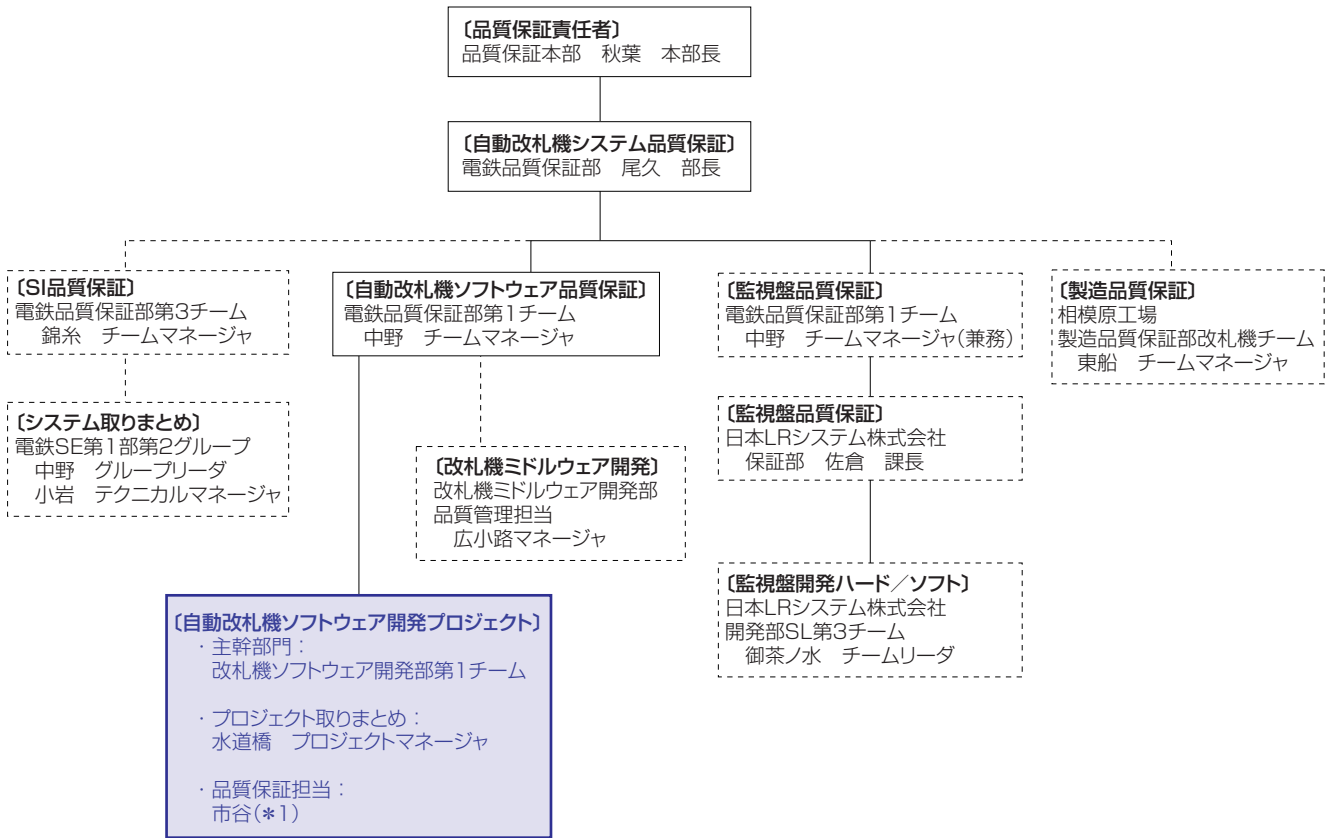 〔品質保証責任者〕
品質保証本部　秋葉　本部長
〔自動改札機システム品質保証〕
電鉄品質保証部　尾久　部長
〔SI品質保証〕
電鉄品質保証部第3チーム
錦糸　チームマネージャ
〔自動改札機ソフトウェア品質保証〕
電鉄品質保証部第1チーム
中野　チームマネージャ
〔監視盤品質保証〕
電鉄品質保証部第1チーム
中野　チームマネージャ(兼務)
〔製造品質保証〕
相模原工場
製造品質保証部改札機チーム
東船　チームマネージャ
〔システム取りまとめ〕
電鉄SE第1部第2グループ
中野　グループリーダ
小岩　テクニカルマネージャ
〔改札機ミドルウェア開発〕
改札機ミドルウェア開発部
品質管理担当
広小路マネージャ
〔監視盤品質保証〕
日本LRシステム株式会社
保証部　佐倉　課長
〔監視盤開発ハード／ソフト〕
日本LRシステム株式会社
開発部SL第3チーム
御茶ノ水　チームリーダ
〔自動改札機ソフトウェア開発プロジェクト〕
・主幹部門：
改札機ソフトウェア開発部第1チーム
・プロジェクト取りまとめ：
水道橋　プロジェクトマネージャ
・品質保証担当：
市谷(＊1)